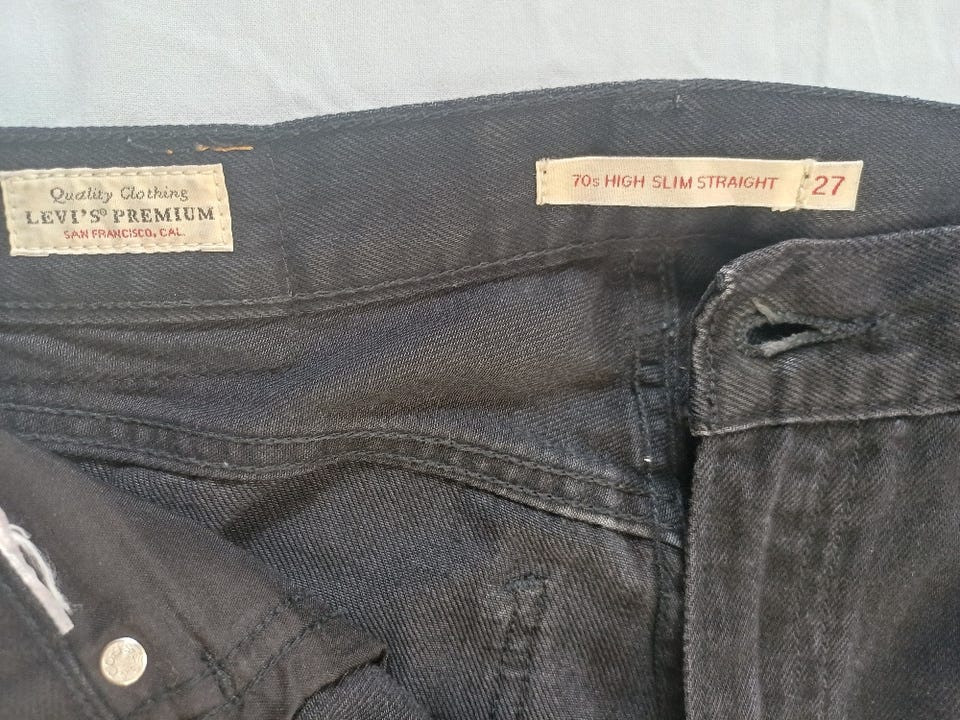 Quality Clothing
LEVI'S® PREMIUM
SAN FRANCISCO, CAL.
70s HIGH SLIM STRAIGHT
27